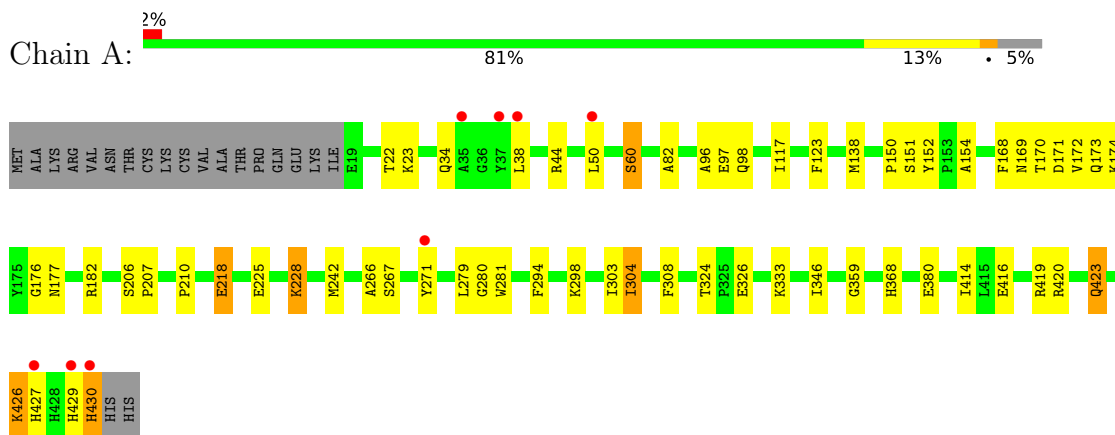 2%
Chain A:
81% 13% • 5%
MET ALA LYS ARG VAL ASN THR CYS LYS CYS VAL ALA THR PRO GLN GLU LYS ILE E19 T22 K23 Q34 A35 G36 Y37 L38 R44 L50 S60 A82 A96 E97 Q98 I117 F123 M138 P150 S151 Y152 P153 A154 F168 N169 T170 D171 V172 Q173 K174
Y175 G176 N177 R182 S206 P207 P210 E218 E225 K228 M242 A266 S267 Y271 L279 G280 W281 F294 K298 I303 I304 F308 T324 P325 E326 K333 I346 G359 H368 E380 I414 L415 E416 R419 R420 Q423
K426 H427 H428 H429 H430 HIS HIS